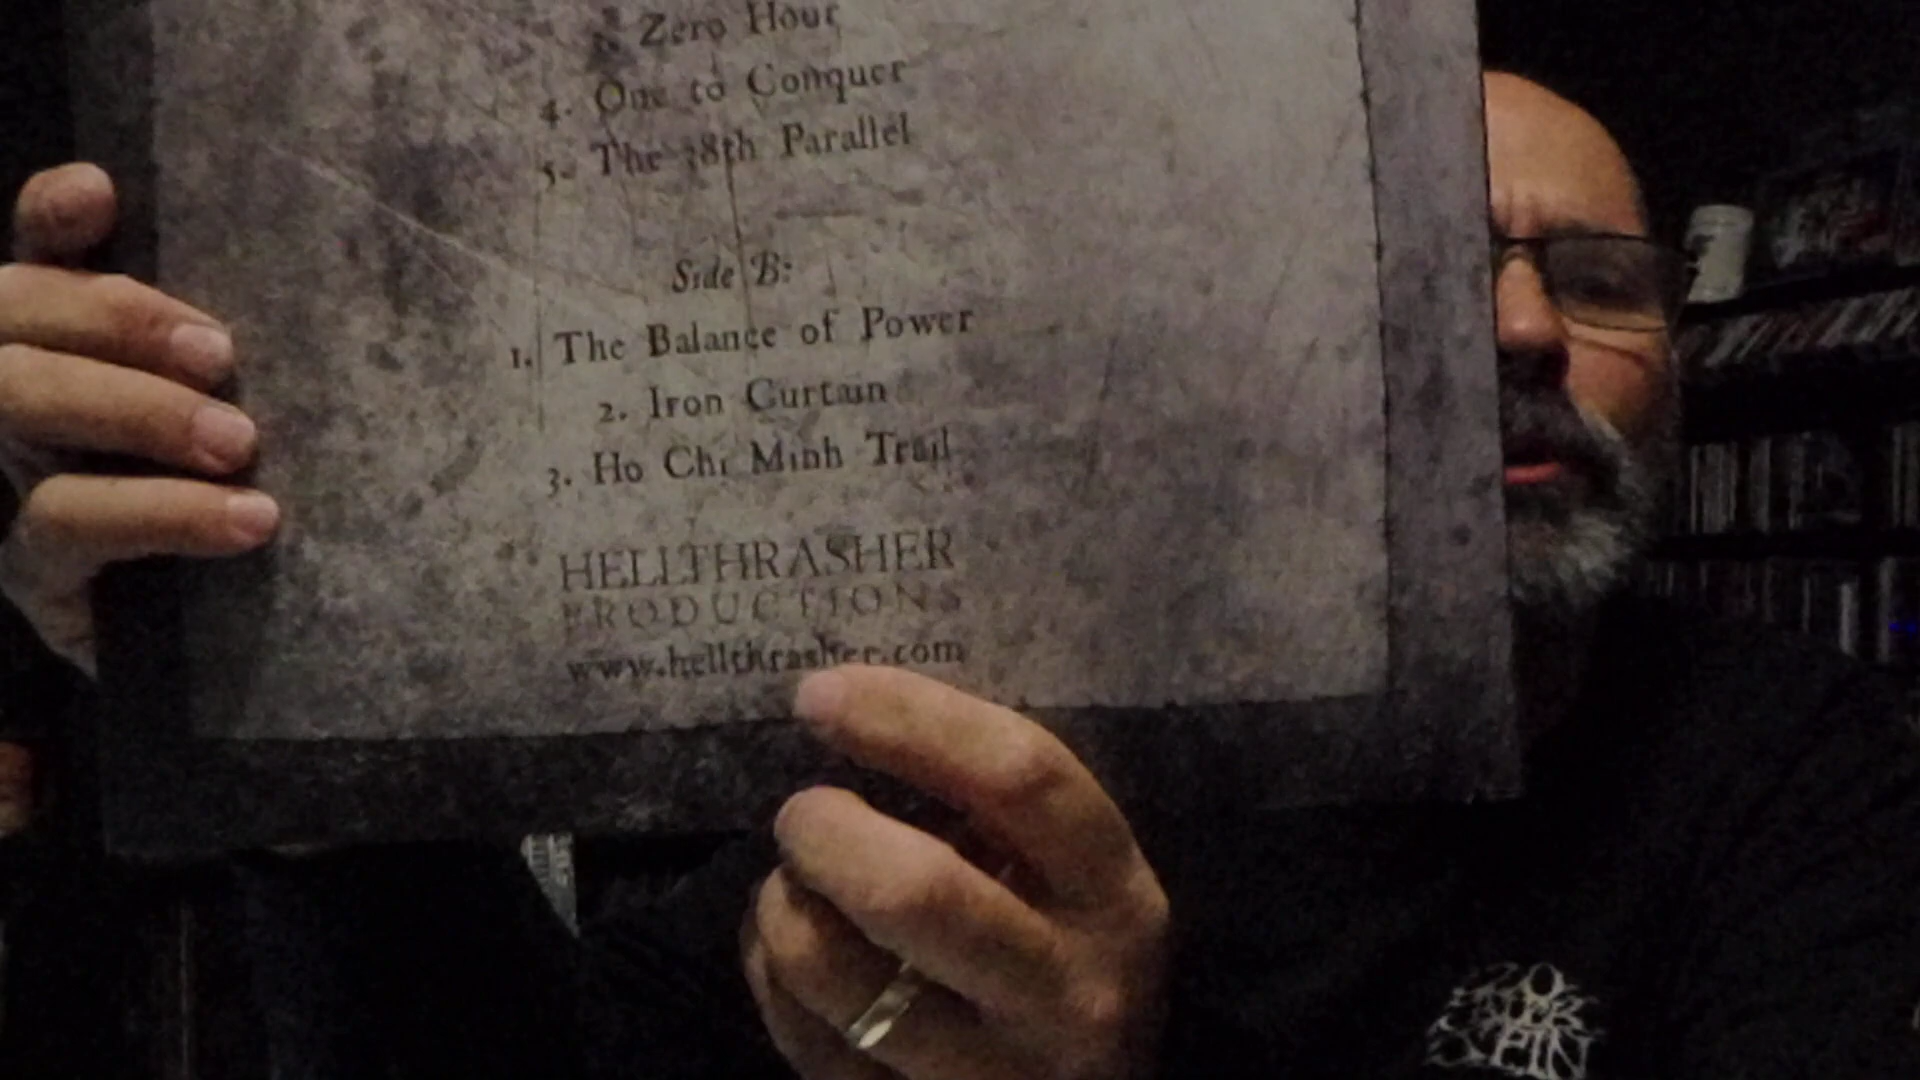 Zero Hour
4. One to Conquer
5. The 38th Parallel
Side B:
1. The Balance of Power
2. Iron Curtain
3. Ho Chi Minh Trail
HELLTHRASHER
PRODUCTIONS
www.hellthrasher.com